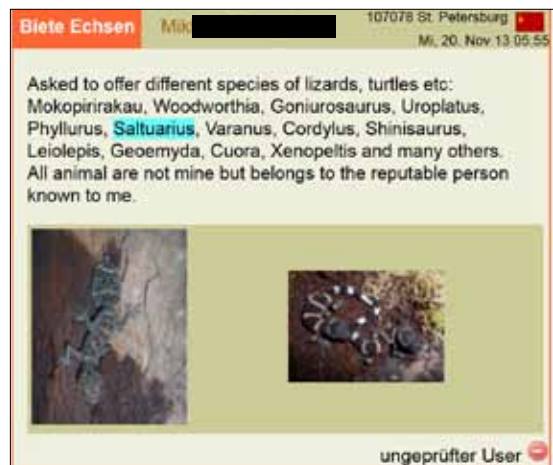 Biete Echsen Mik 107078 St. Petersburg
Mi, 20. Nov 13 05:55
Asked to offer different species of lizards, turtles etc:
Mokopirirakau, Woodworthia, Goniurosaurus, Uroplatus,
Phyllurus, Saltuarius, Varanus, Cordylus, Shinisaurus,
Leiolepis, Geoemyda, Cuora, Xenopeltis and many others.
All animal are not mine but belongs to the reputable person
known to me.
ungeprüfter User